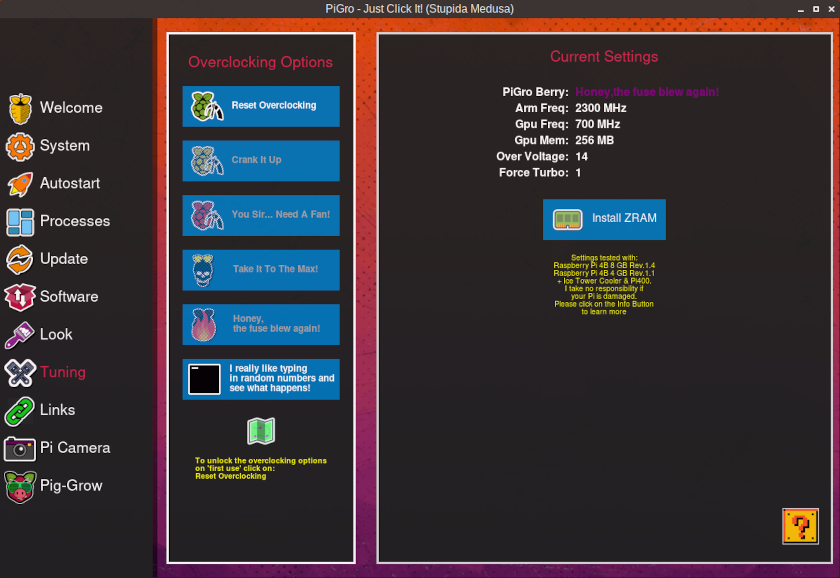 PiGro - Just Click It! (Stupida Medusa)
Welcome
System
Autostart
Processes
Update
Software
Look
Tuning
Links
Pi Camera
Pig-Grow
Overclocking Options
Reset Overclocking
Crank It Up
You Sir... Need A Fan!
Take It To The Max!
Honey,
the fuse blew again!
I really like typing
in random numbers and
see what happens!
To unlock the overclocking options
on 'first use' click on:
Reset Overclocking
Current Settings
PiGro Berry: Honey,the fuse blew again!
Arm Freq: 2300 MHz
Gpu Freq: 700 MHz
Gpu Mem: 256 MB
Over Voltage: 14
Force Turbo: 1
Install ZRAM
Settings tested with:
Raspberry Pi 4B 8 GB Rev.1.4
Raspberry Pi 4B 4 GB Rev.1.1
+ Ice Tower Cooler & Pi400.
I take no responsibility if
your Pi is damaged.
Please click on the Info Button
to learn more
?